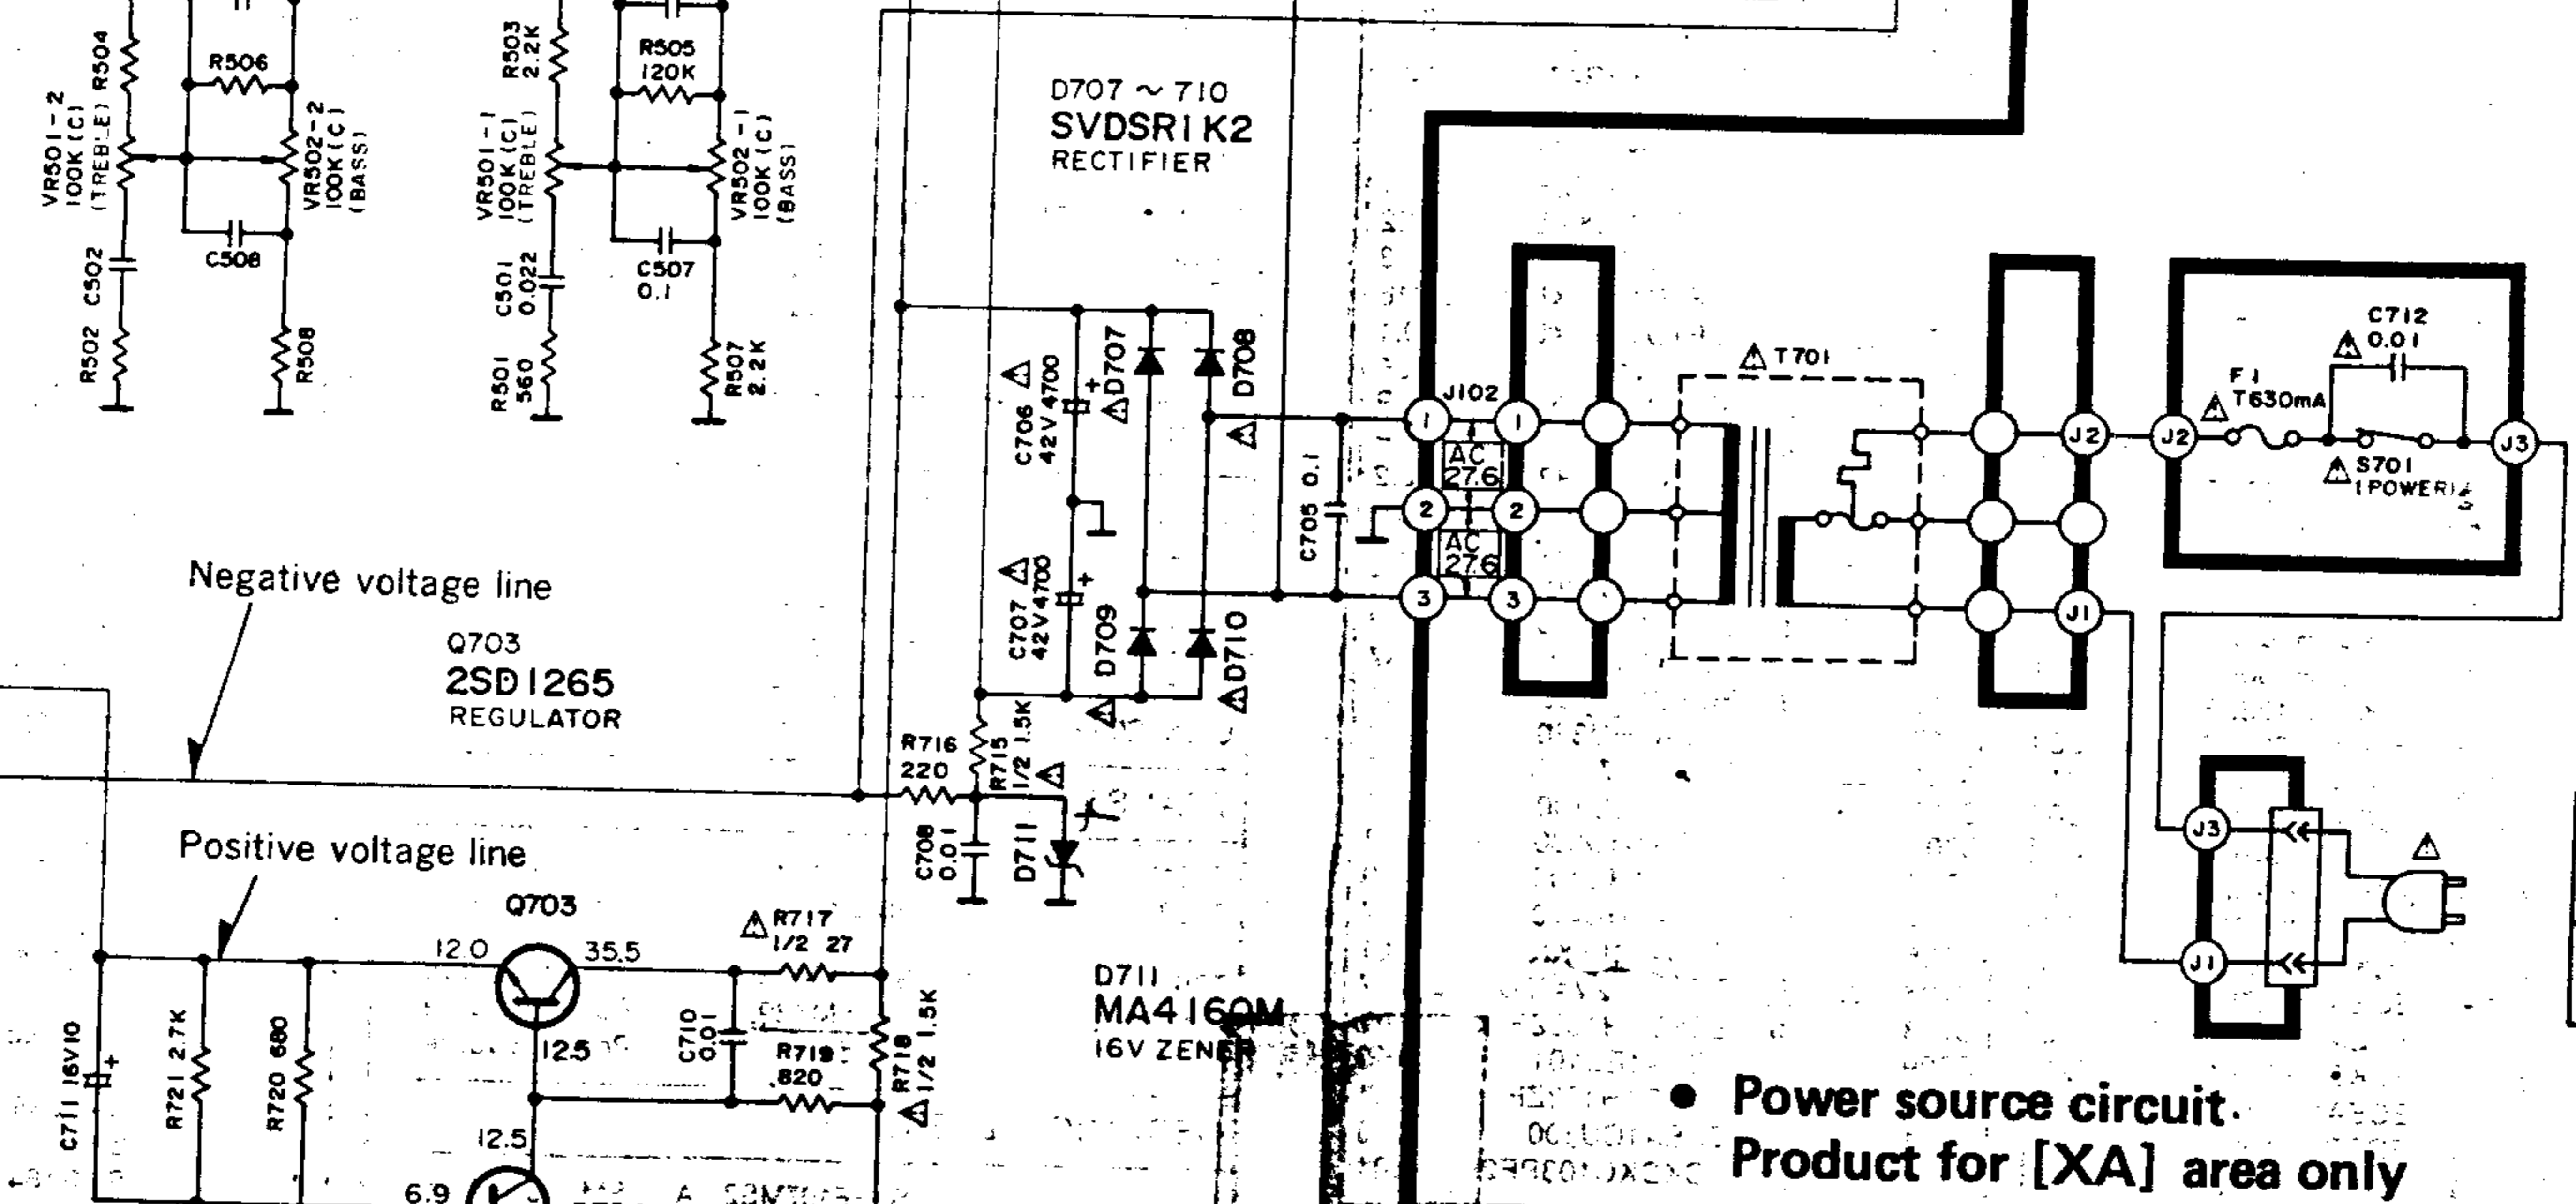 R504
VR501-2
100K(C)
(TREBLE)
R506
VR502-2
100K(C)
(BASS)
C508
C502
R502
R508
R503
2.2K
R505
120K
VR501-1
100K(C)
(TREBLE)
VR502-1
100K(C)
(BASS)
C501
0.022
C507
0.1
R501
560
R507
2.2K
D707 ~ 710
SVDSR1K2
RECTIFIER
C706
42V4700
+
D707
D708
C707
42V4700
+
D709
D710
C705 0.1
J102
1
1
AC
27.6
2
2
AC
27.6
3
3
T701
J2
J1
J2
F1
T630mA
C712
0.01
S701
(POWER)
J3
J3
J1
Negative voltage line
Q703
2SD1265
REGULATOR
R716
220
R715
1/2 1.5K
C708
0.01
D711
Positive voltage line
Q703
12.0
35.5
12.5
12.5
6.9
R717
1/2 27
C710
0.01
R719
820
R718
1/2 1.5K
C711 16V10
+
R721 2.7K
R720 680
D711
MA4160M
16V ZENER
• Power source circuit
Product for [XA] area only